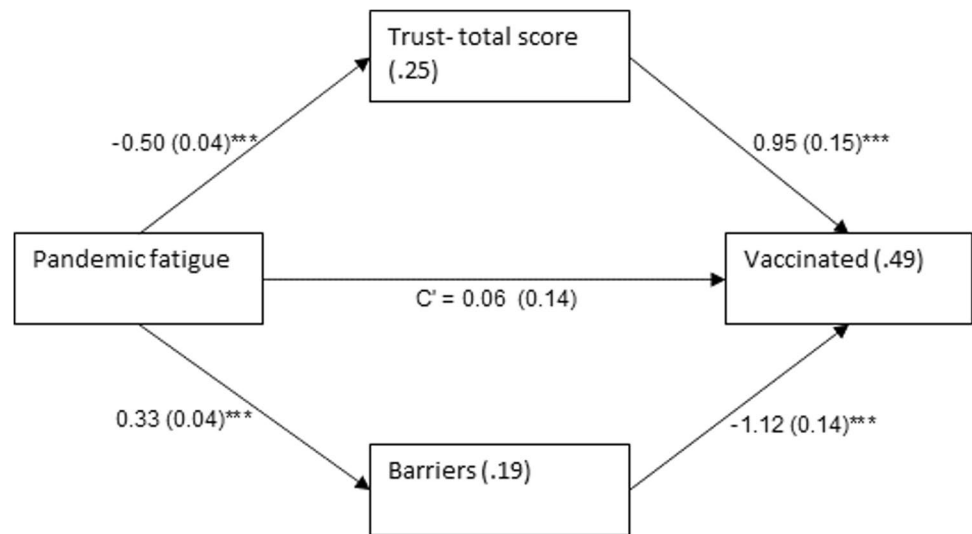 Trust- total score
(.25)
-0.50 (0.04)***
0.95 (0.15)***
Pandemic fatigue
Vaccinated (.49)
C' = 0.06 (0.14)
0.33 (0.04)***
-1.12 (0.14)***
Barriers (.19)